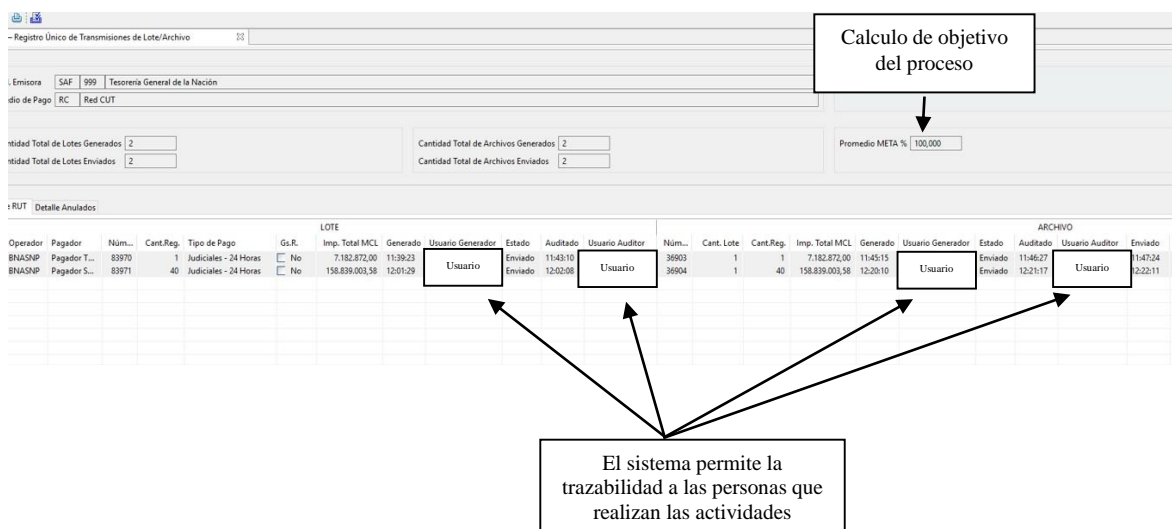 – Registro Único de Transmisiones de Lote/Archivo
Calculo de objetivo
del proceso
. Emisora SAF 999 Tesorería General de la Nación
dio de Pago RC Red CUT
ntidad Total de Lotes Generados 2
Cantidad Total de Archivos Generados 2
Promedio META % 100,000
ntidad Total de Lotes Enviados 2
Cantidad Total de Archivos Enviados 2
e RUT Detalle Anulados
LOTE ARCHIVO
Operador Pagador Núm... Cant.Reg. Tipo de Pago Gs.R. Imp. Total MCL Generado Usuario Generador Estado Auditado Usuario Auditor Núm... Cant. Lote Cant.Reg. Imp. Total MCL Generado Usuario Generador Estado Auditado Usuario Auditor Enviado
BNASNP Pagador T... 83970 1 Judiciales - 24 Horas No 7.182.872,00 11:39:23 Usuario Enviado 11:43:10 Usuario 36903 1 1 7.182.872,00 11:45:15 Usuario Enviado 11:46:27 Usuario 11:47:24
BNASNP Pagador S... 83971 40 Judiciales - 24 Horas No 158.839.003,58 12:01:29 Enviado 12:02:08 36904 1 40 158.839.003,58 12:20:10 Enviado 12:21:17 12:22:11
El sistema permite la
trazabilidad a las personas que
realizan las actividades